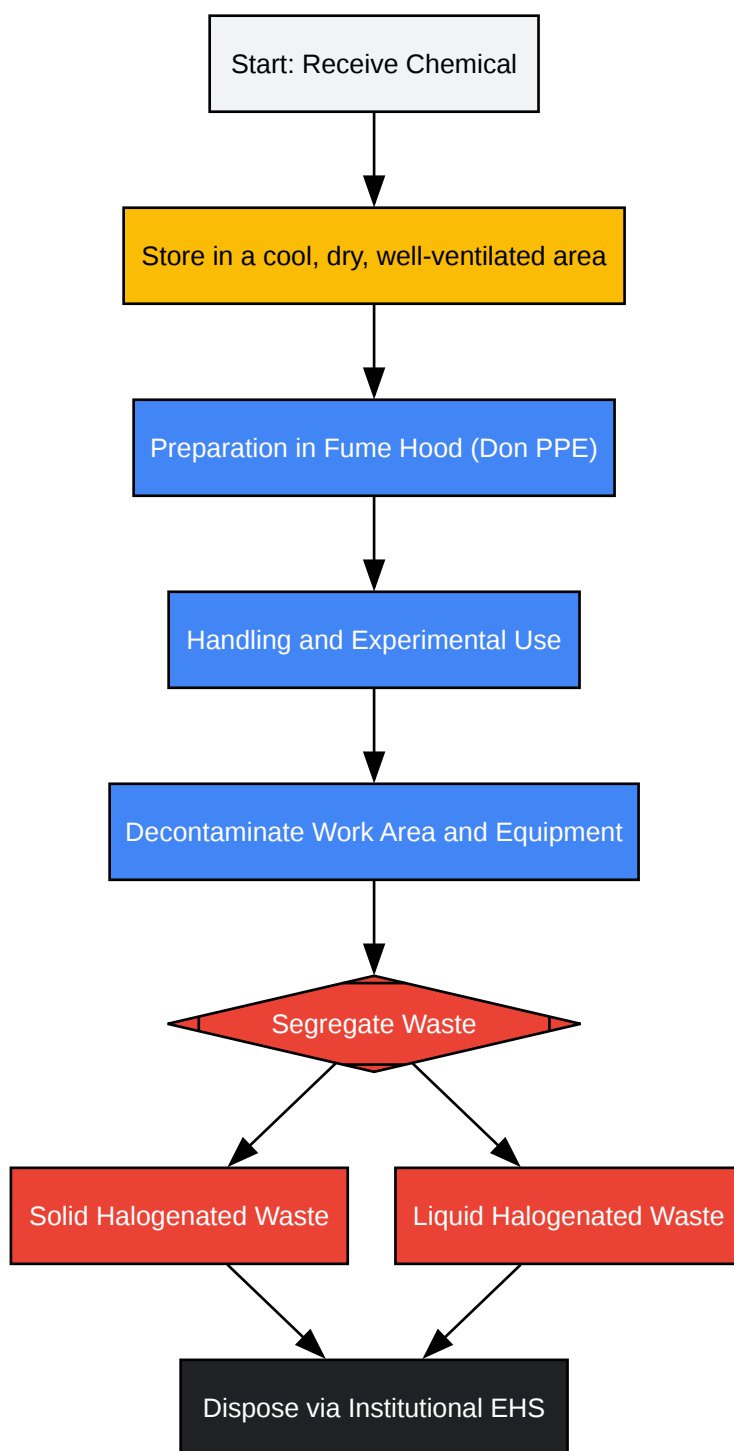 Start: Receive Chemical
Store in a cool, dry, well-ventilated area
Preparation in Fume Hood (Don PPE)
Handling and Experimental Use
Decontaminate Work Area and Equipment
Segregate Waste
Solid Halogenated Waste
Liquid Halogenated Waste
Dispose via Institutional EHS